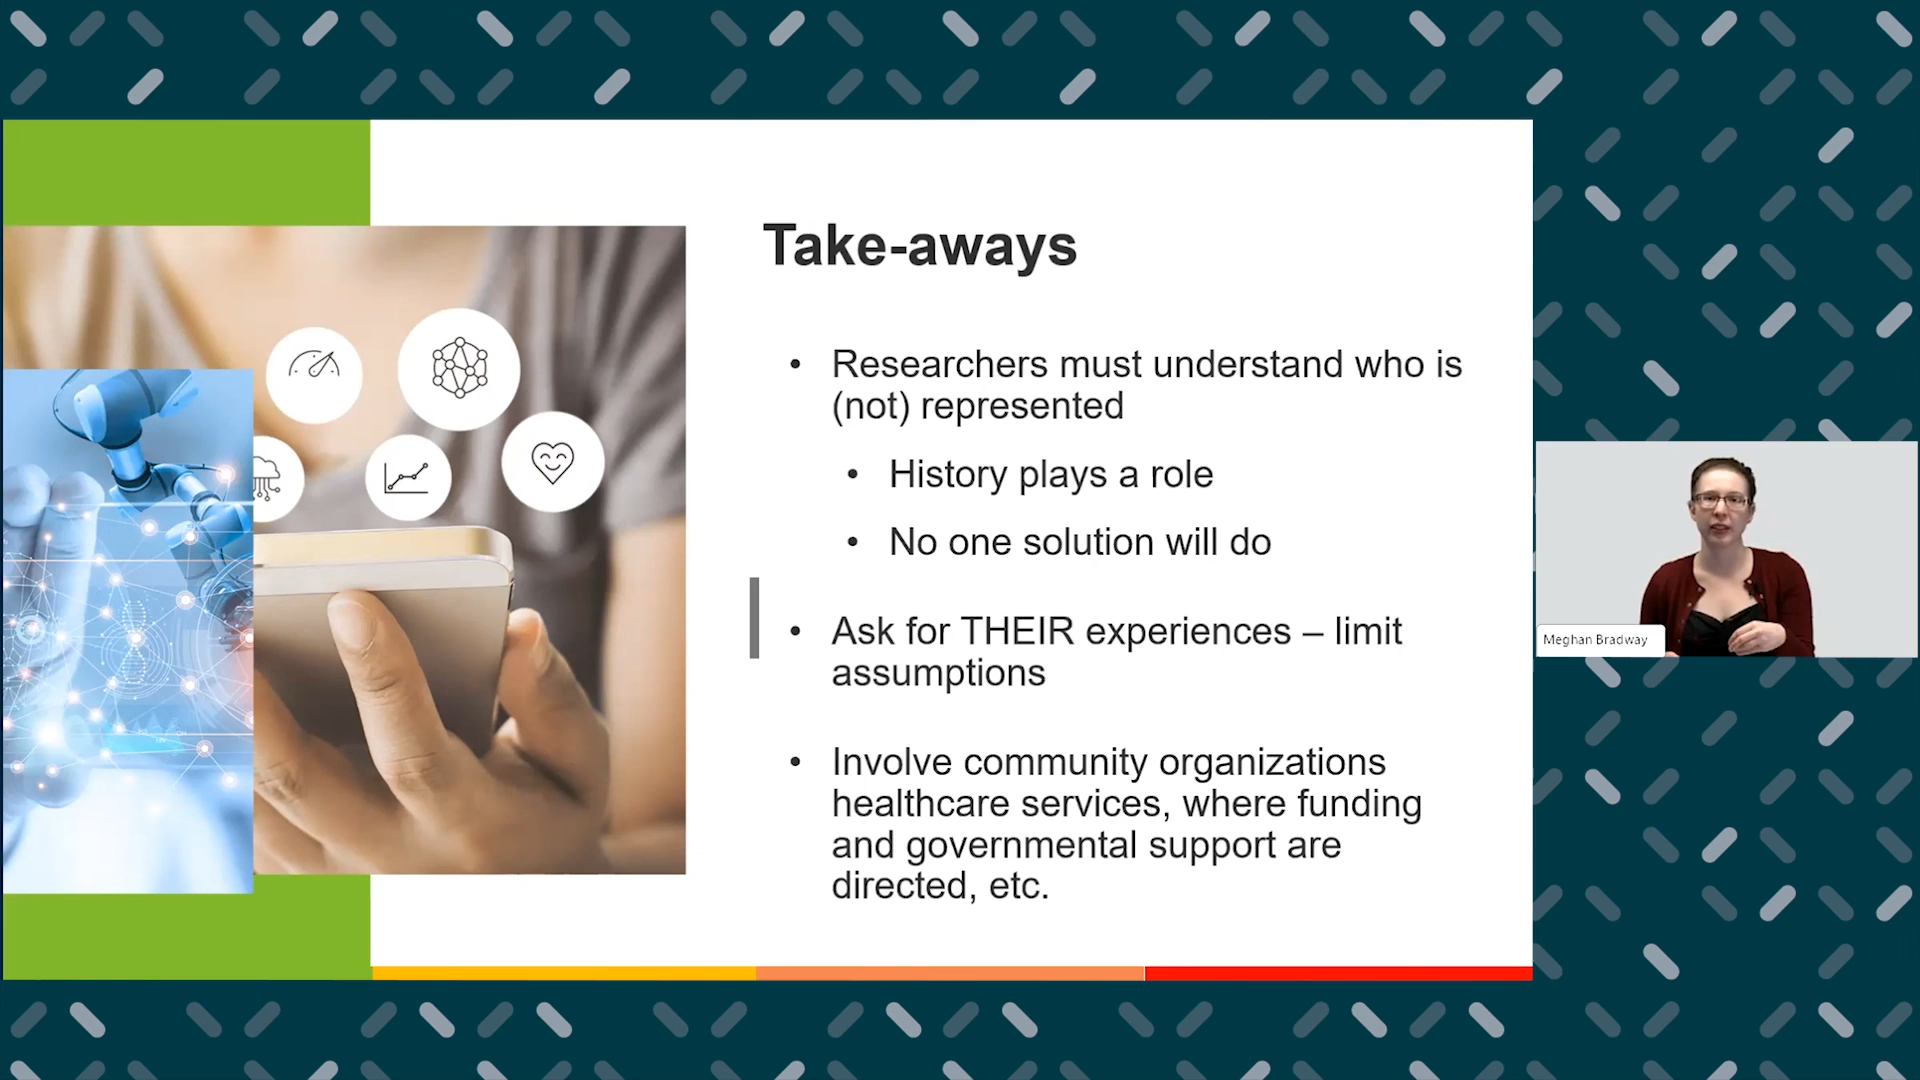 Take-aways
• Researchers must understand who is
(not) represented
• History plays a role
• No one solution will do
• Ask for THEIR experiences – limit
assumptions
• Involve community organizations
healthcare services, where funding
and governmental support are
directed, etc.
Meghan Bradway